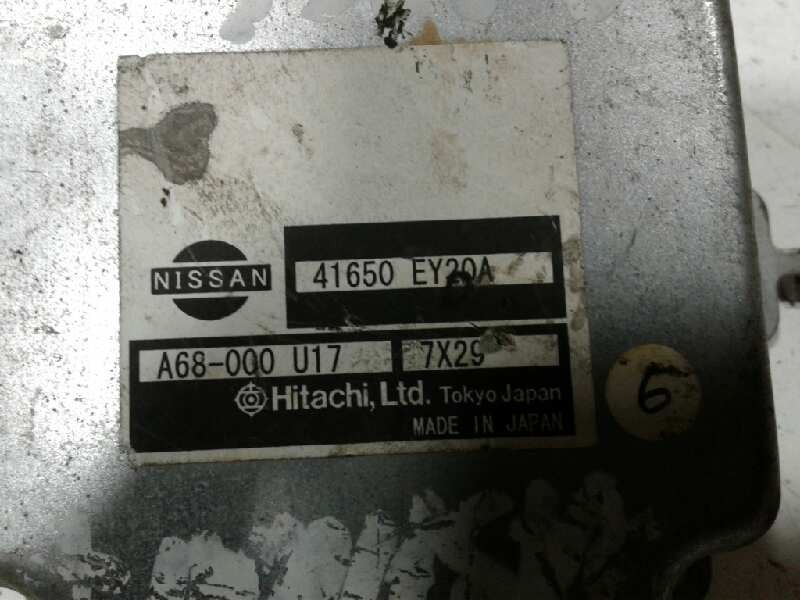 NISSAN
41650 EY20A
A68-000 U17 7X29
Hitachi, Ltd. Tokyo Japan
MADE IN JAPAN
6